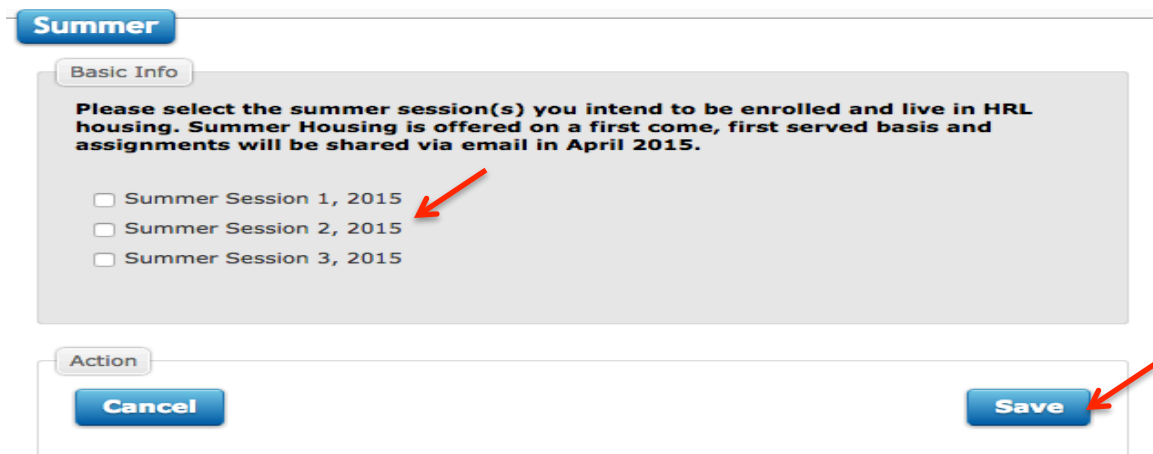 Summer
Basic Info
Please select the summer session(s) you intend to be enrolled and live in HRL
housing. Summer Housing is offered on a first come, first served basis and
assignments will be shared via email in April 2015.
Summer Session 1, 2015
Summer Session 2, 2015
Summer Session 3, 2015
Action
Cancel
Save